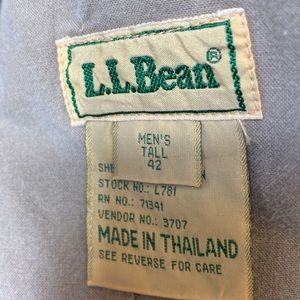 L.L.Bean®
MEN'S
TALL
42
STOCK NO.: L781
RN NO.: 71341
VENDOR NO.: 3707
MADE IN THAILAND
SEE REVERSE FOR CARE